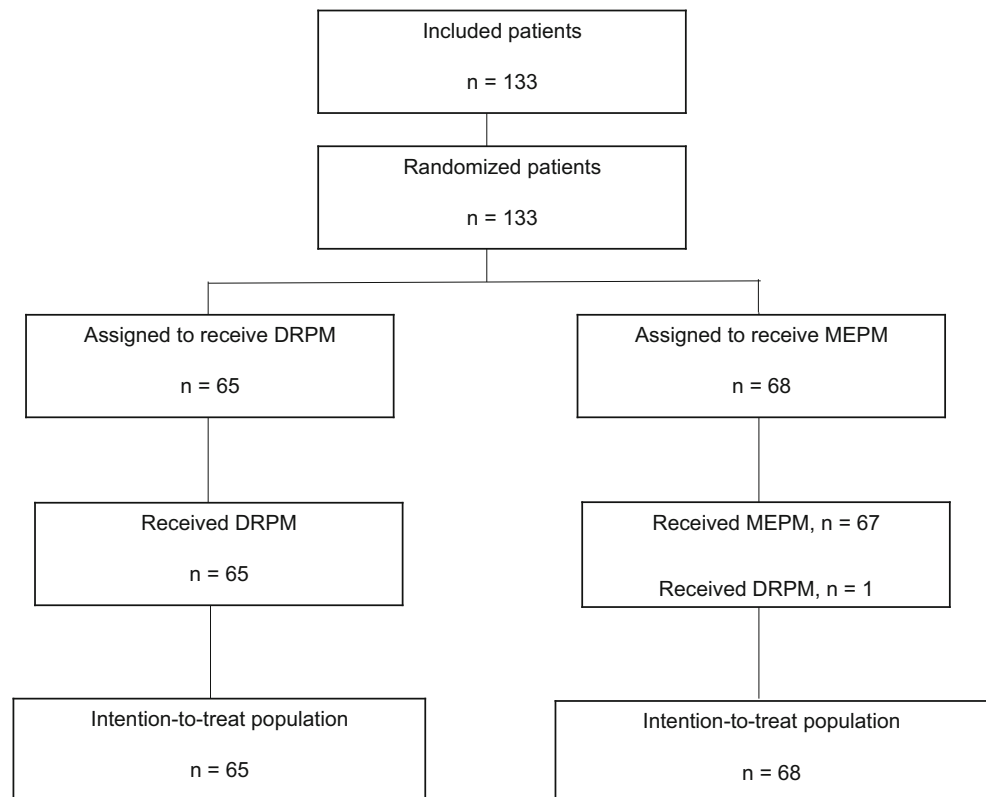 Included patients
n = 133
Randomized patients
n = 133
Assigned to receive DRPM
n = 65
Assigned to receive MEPM
n = 68
Received DRPM
n = 65
Received MEPM, n = 67
Received DRPM, n = 1
Intention-to-treat population
n = 65
Intention-to-treat population
n = 68